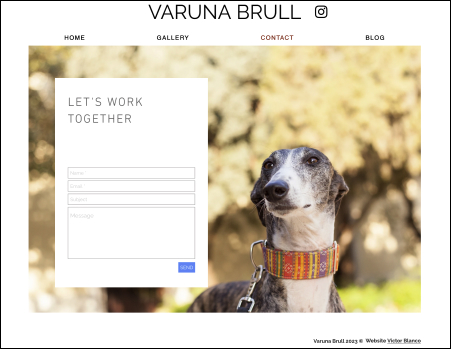 VARUNA BRULL
HOME GALLERY CONTACT BLOG
LET'S WORK
TOGETHER
Name
Email
Subject
Message
SEND
Varuna Brull 2023 © Website Victor Blanco